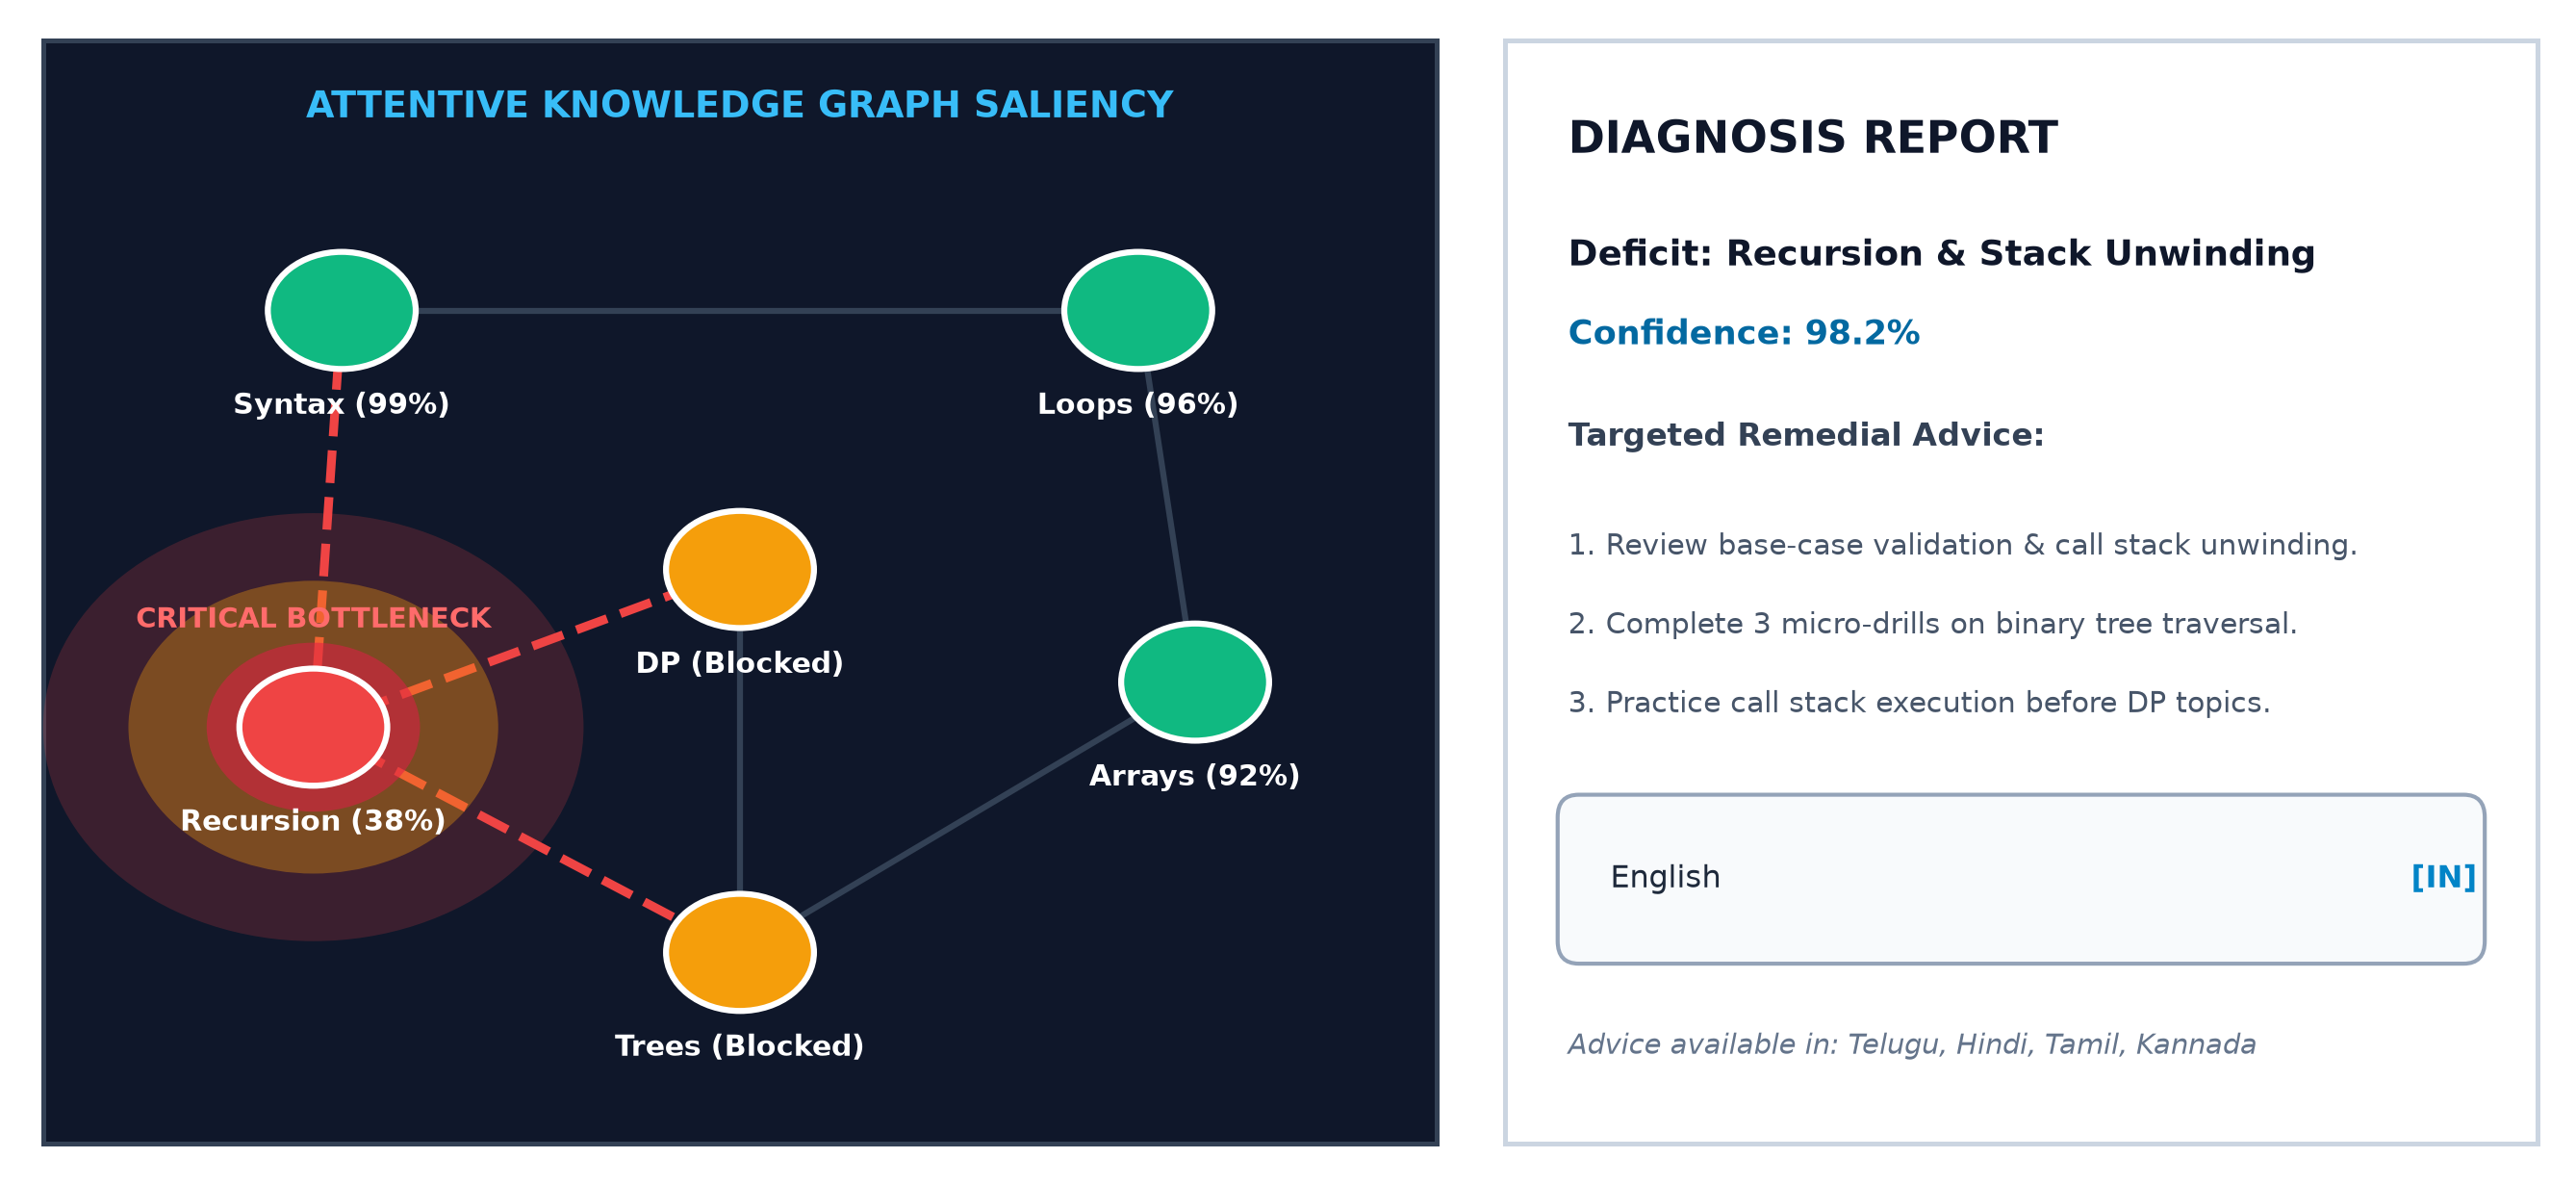 ATTENTIVE KNOWLEDGE GRAPH SALIENCY
Syntax (99%)
Loops (96%)
CRITICAL BOTTLENECK
DP (Blocked)
Arrays (92%)
Recursion (38%)
Trees (Blocked)
DIAGNOSIS REPORT
Deficit: Recursion & Stack Unwinding
Confidence: 98.2%
Targeted Remedial Advice:
1. Review base-case validation & call stack unwinding.
2. Complete 3 micro-drills on binary tree traversal.
3. Practice call stack execution before DP topics.
English [IN]
Advice available in: Telugu, Hindi, Tamil, Kannada